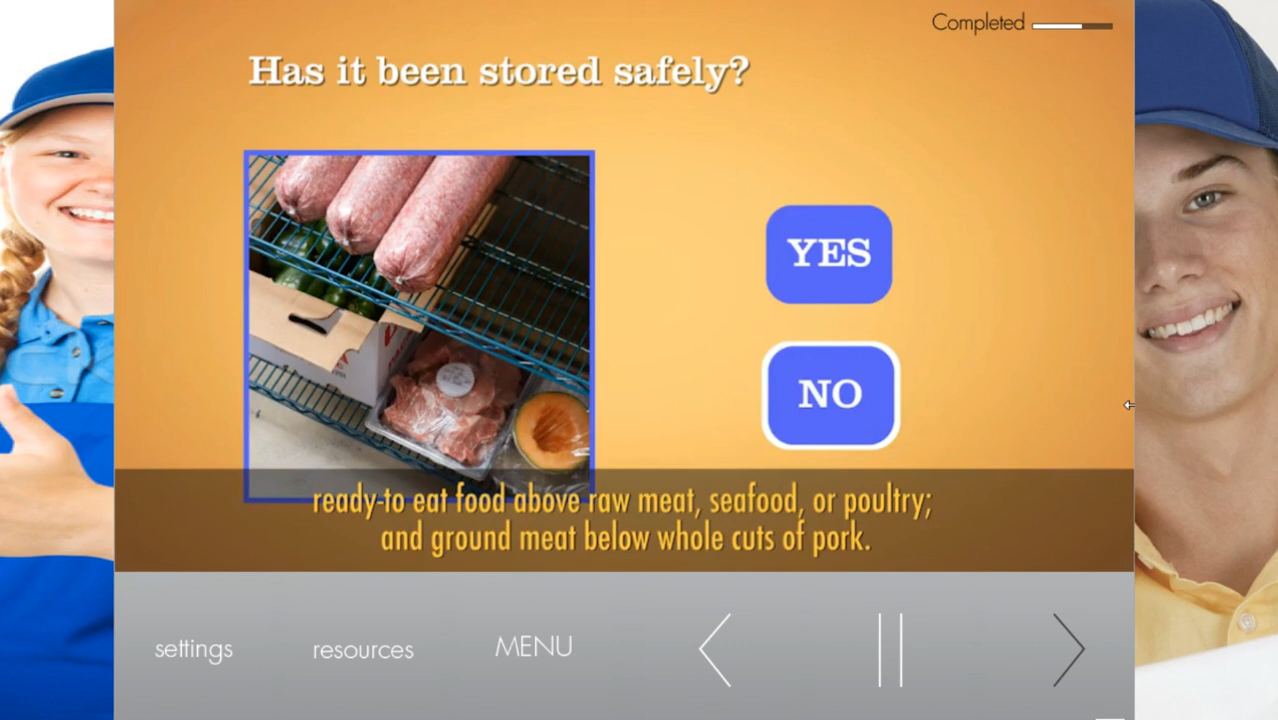 Completed
Has it been stored safely?
YES
NO
ready-to eat food above raw meat, seafood, or poultry;
and ground meat below whole cuts of pork.
settings
resources
MENU